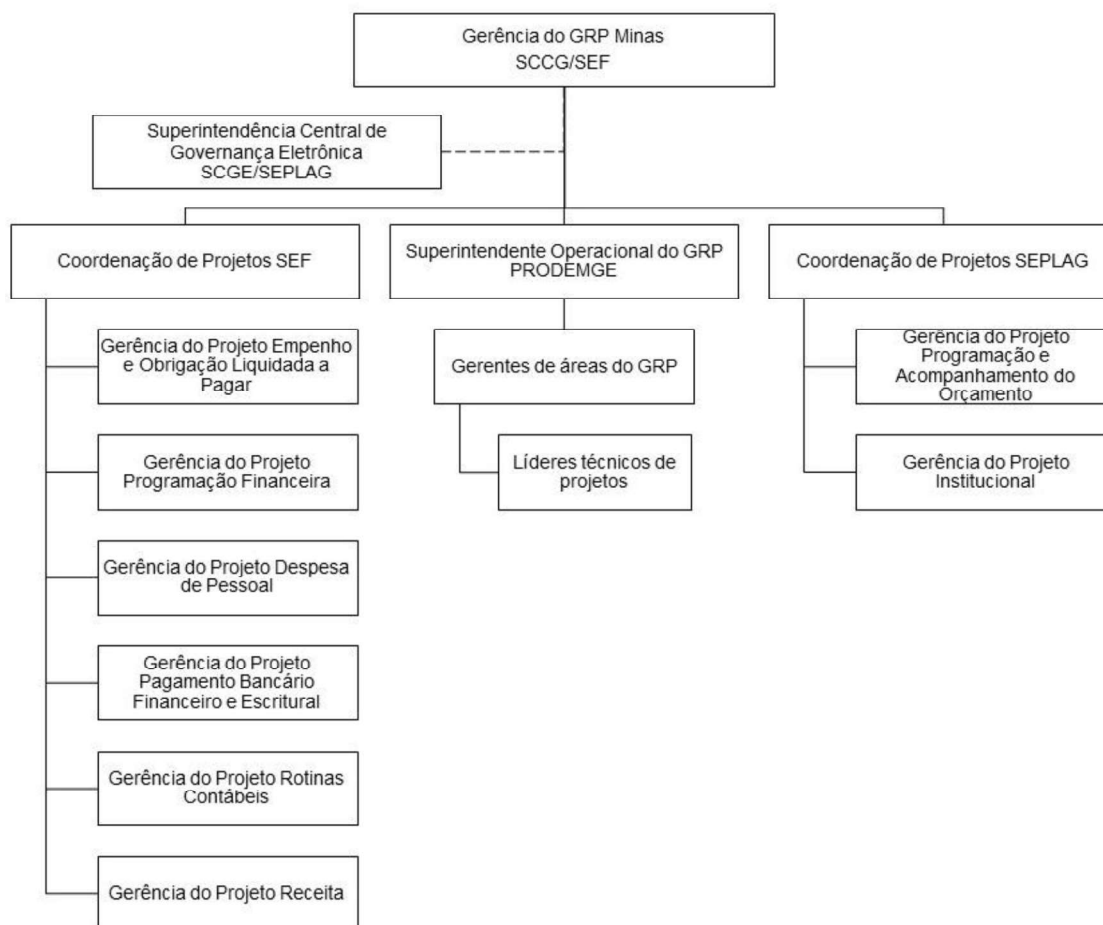 Gerência do GRP Minas
SCCG/SEF
Superintendência Central de
Governança Eletrônica
SCGE/SEPLAG
Coordenação de Projetos SEF
Superintendente Operacional do GRP
PRODEMGE
Coordenação de Projetos SEPLAG
Gerência do Projeto Empenho
e Obrigação Liquidada a
Pagar
Gerentes de áreas do GRP
Gerência do Projeto
Programação e
Acompanhamento do
Orçamento
Gerência do Projeto
Programação Financeira
Líderes técnicos de
projetos
Gerência do Projeto
Institucional
Gerência do Projeto Despesa
de Pessoal
Gerência do Projeto
Pagamento Bancário
Financeiro e Escritural
Gerência do Projeto Rotinas
Contábeis
Gerência do Projeto Receita